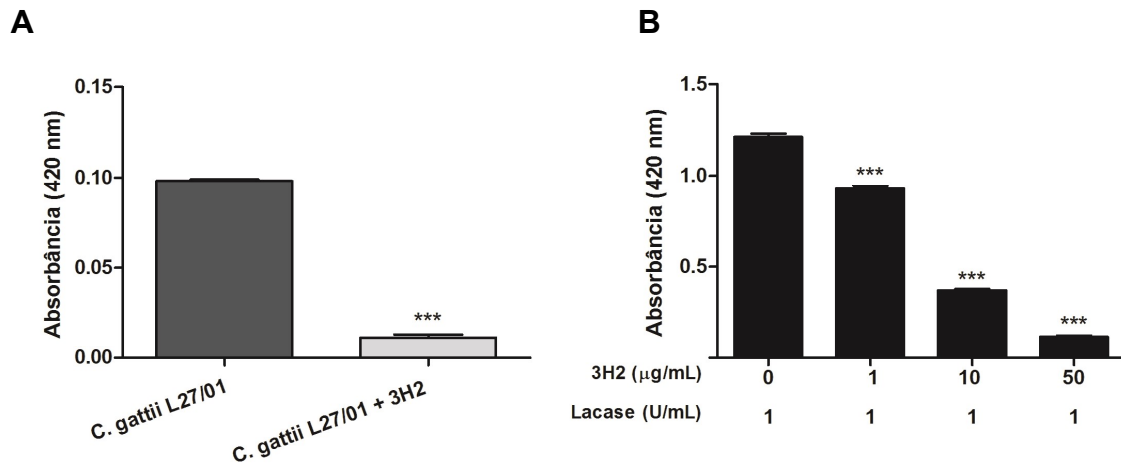 A
Absorbância (420 nm)
0.15
0.10
0.05
0.00
***
C. gattii L27/01
C. gattii L27/01 + 3H2
B
Absorbância (420 nm)
1.5
1.0
0.5
***
***
***
3H2 (µg/mL) 0 1 10 50
Lacase (U/mL) 1 1 1 1